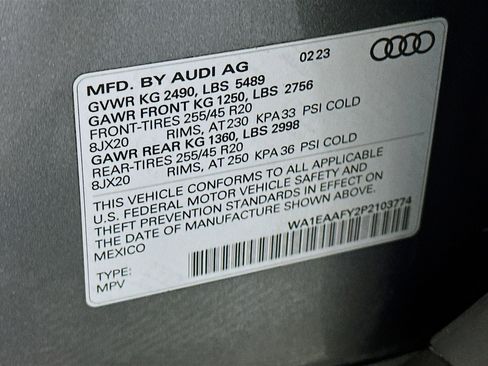 MFD. BY AUDI AG 02/23
GVWR KG 2490, LBS 5489
GAWR FRONT KG 1250, LBS 2756
FRONT-TIRES 255/45 R20
8JX20 RIMS, AT 230 KPA 33 PSI COLD
GAWR REAR KG 1360, LBS 2998
REAR-TIRES 255/45 R20
8JX20 RIMS, AT 250 KPA 36 PSI COLD
THIS VEHICLE CONFORMS TO ALL APPLICABLE
U.S. FEDERAL MOTOR VEHICLE SAFETY AND
THEFT PREVENTION STANDARDS IN EFFECT ON
THE DATE OF MANUFACTURE SHOWN ABOVE.
MEXICO
WA1EAAFY2P2103774
TYPE:
MPV